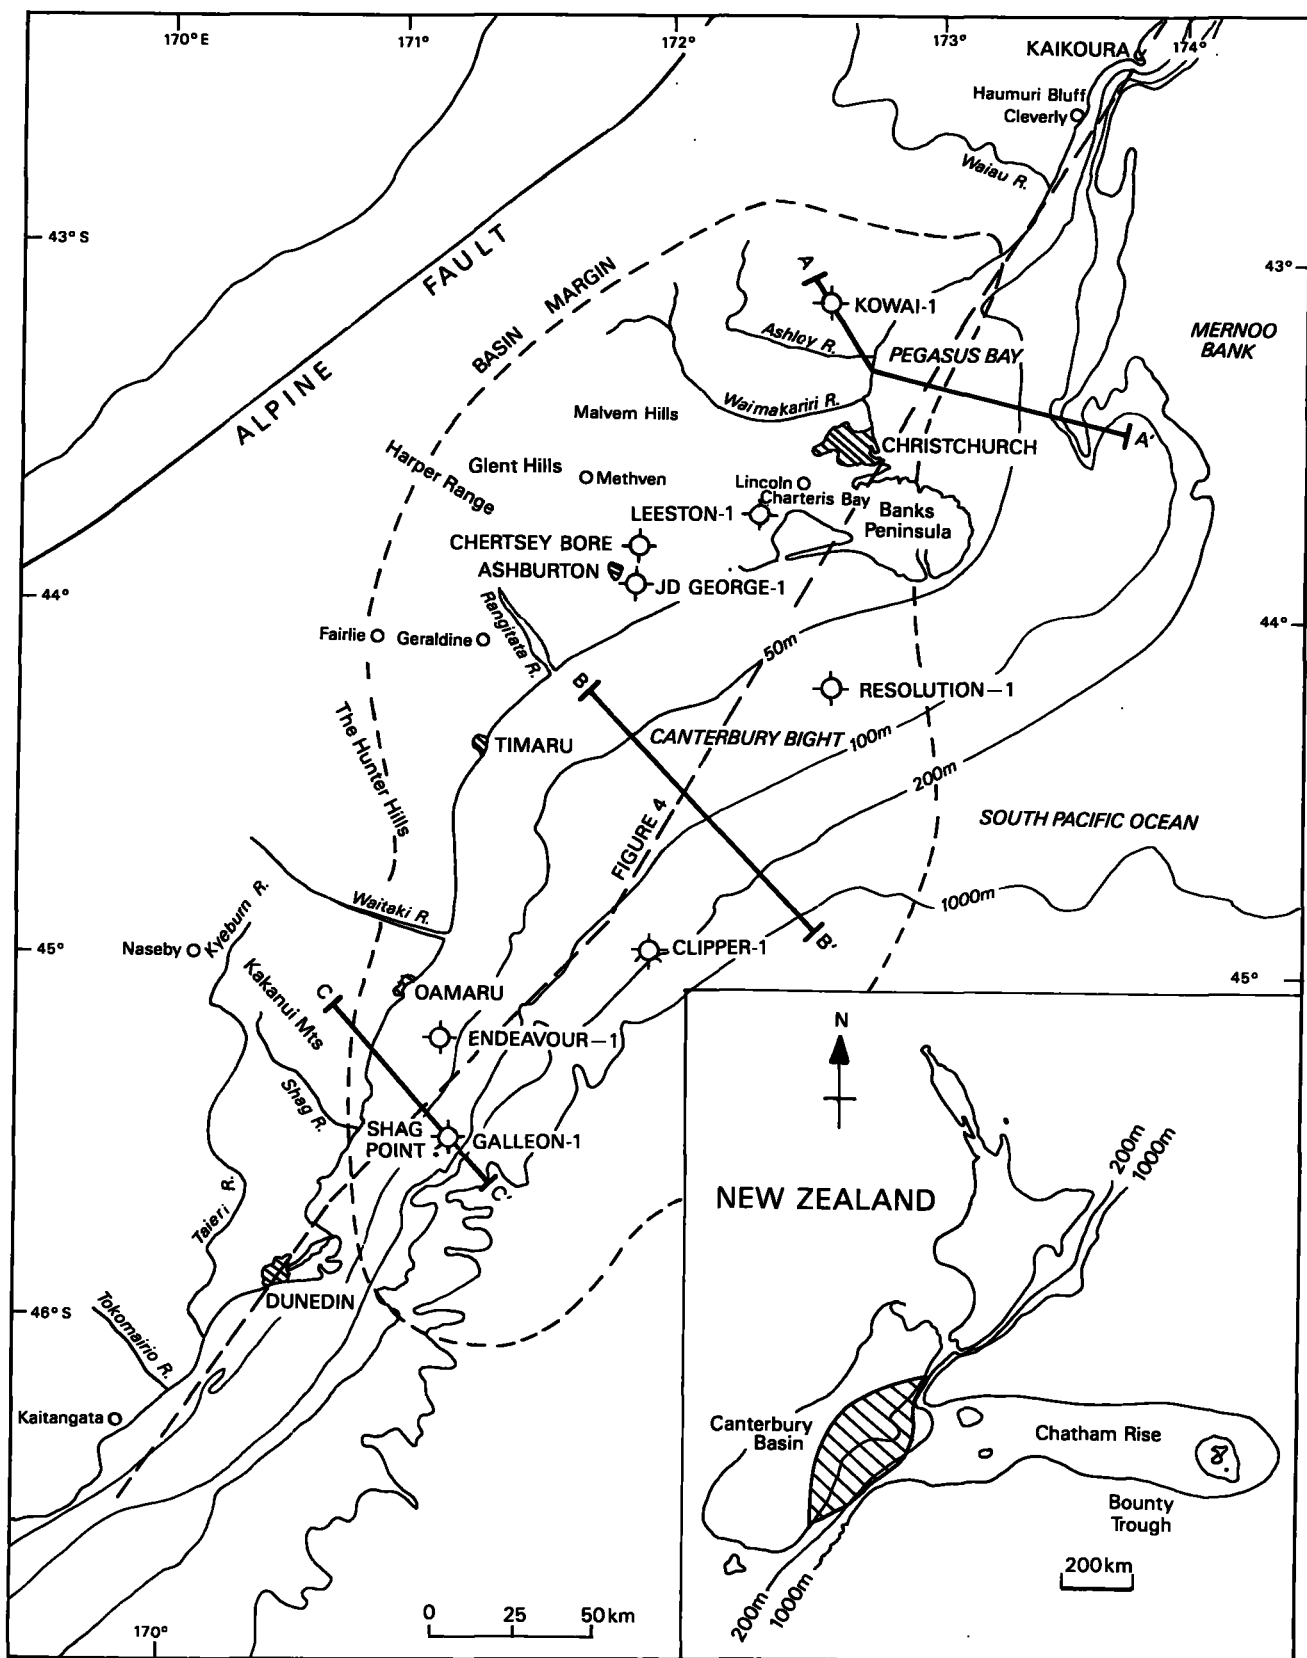 170° E
171°
172°
173°
174°
KAIKOURA
Haumuri Bluff
Cleverly
Waiau R.
43° S
43°
ALPINE FAULT
BASIN MARGIN
A
KOWAI-1
Ashloy R.
PEGASUS BAY
MERNOO
BANK
Malvem Hills
Waimakariri R.
CHRISTCHURCH
A'
Harper Range
Glent Hills
Methven
Lincoln
Charteris Bay
Banks
Peninsula
LEESTON-1
CHERTSEY BORE
ASHBURTON
JD GEORGE-1
44°
44°
Rangitata R.
Fairlie
Geraldine
50m
B
RESOLUTION-1
The Hunter Hills
TIMARU
CANTERBURY BIGHT
100m
200m
FIGURE 4
SOUTH PACIFIC OCEAN
1000m
Waitaki R.
Kyeburn R.
Naseby
45°
B'
CLIPPER-1
45°
Kakanui Mts
C
OAMARU
ENDEAVOUR-1
Shag R.
SHAG
POINT
GALLEON-1
C'
Taieri R.
DUNEDIN
46° S
Tokomairio R.
Kaitangata
0 25 50 km
170°
N
NEW ZEALAND
200m
1000m
Canterbury
Basin
Chatham Rise
Bounty
Trough
200km
200m
1000m